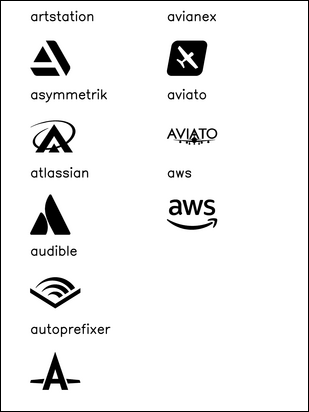 artstation
asymmetrik
atlassian
audible
autoprefixer
A
avianex
aviato
AVIATO
aws
aws